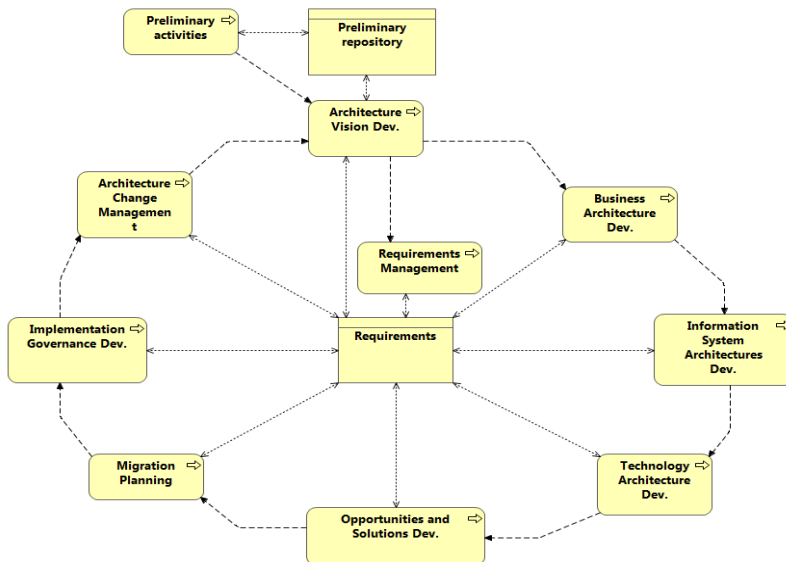 Preliminary
activities
Preliminary
repository
Architecture
Vision Dev.
Architecture
Change
Managemen
t
Business
Architecture
Dev.
Requirements
Management
Implementation
Governance Dev.
Requirements
Information
System
Architectures
Dev.
Migration
Planning
Technology
Architecture
Dev.
Opportunities and
Solutions Dev.